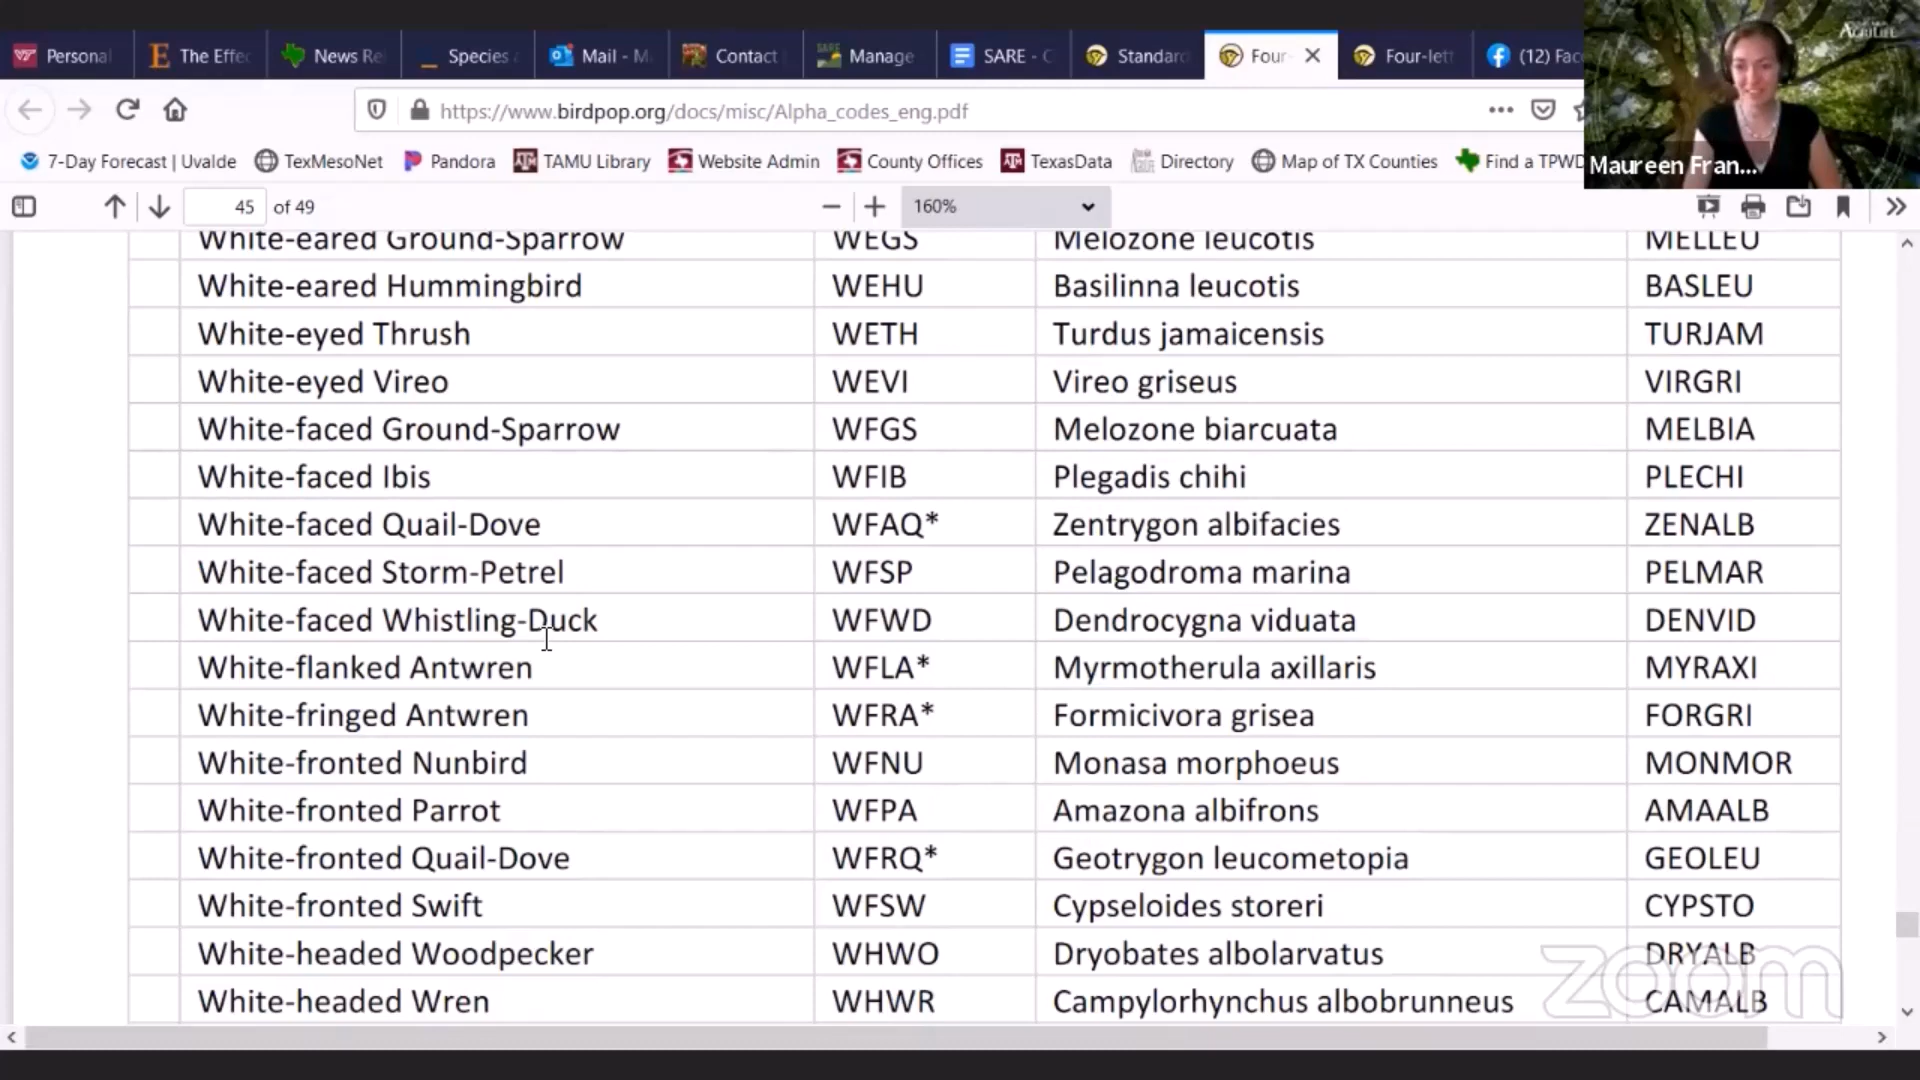 Personal
The Effe
News Re
Species
Mail - M
Contact
Manage
SARE - C
Standard
Four-
Four-lett
(12) Fac
AGRILIFE
https://www.birdpop.org/docs/misc/Alpha_codes_eng.pdf
7-Day Forecast | Uvalde
TexMesoNet
Pandora
TAMU Library
Website Admin
County Offices
TexasData
Directory
Map of TX Counties
Find a TPWD
Maureen Fran...
45 of 49
160%
White-eared Ground-Sparrow WEGS Melozone leucotis MELLEU
White-eared Hummingbird WEHU Basilinna leucotis BASLEU
White-eyed Thrush WETH Turdus jamaicensis TURJAM
White-eyed Vireo WEVI Vireo griseus VIRGRI
White-faced Ground-Sparrow WFGS Melozone biarcuata MELBIA
White-faced Ibis WFIB Plegadis chihi PLECHI
White-faced Quail-Dove WFAQ* Zentrygon albifacies ZENALB
White-faced Storm-Petrel WFSP Pelagodroma marina PELMAR
White-faced Whistling-Duck WFWD Dendrocygna viduata DENVID
White-flanked Antwren WFLA* Myrmotherula axillaris MYRAXI
White-fringed Antwren WFRA* Formicivora grisea FORGRI
White-fronted Nunbird WFNU Monasa morphoeus MONMOR
White-fronted Parrot WFPA Amazona albifrons AMAALB
White-fronted Quail-Dove WFRQ* Geotrygon leucometopia GEOLEU
White-fronted Swift WFSW Cypseloides storeri CYPSTO
White-headed Woodpecker WHWO Dryobates albolarvatus DRYALB
White-headed Wren WHWR Campylorhynchus albobrunneus CAMALB
zoom